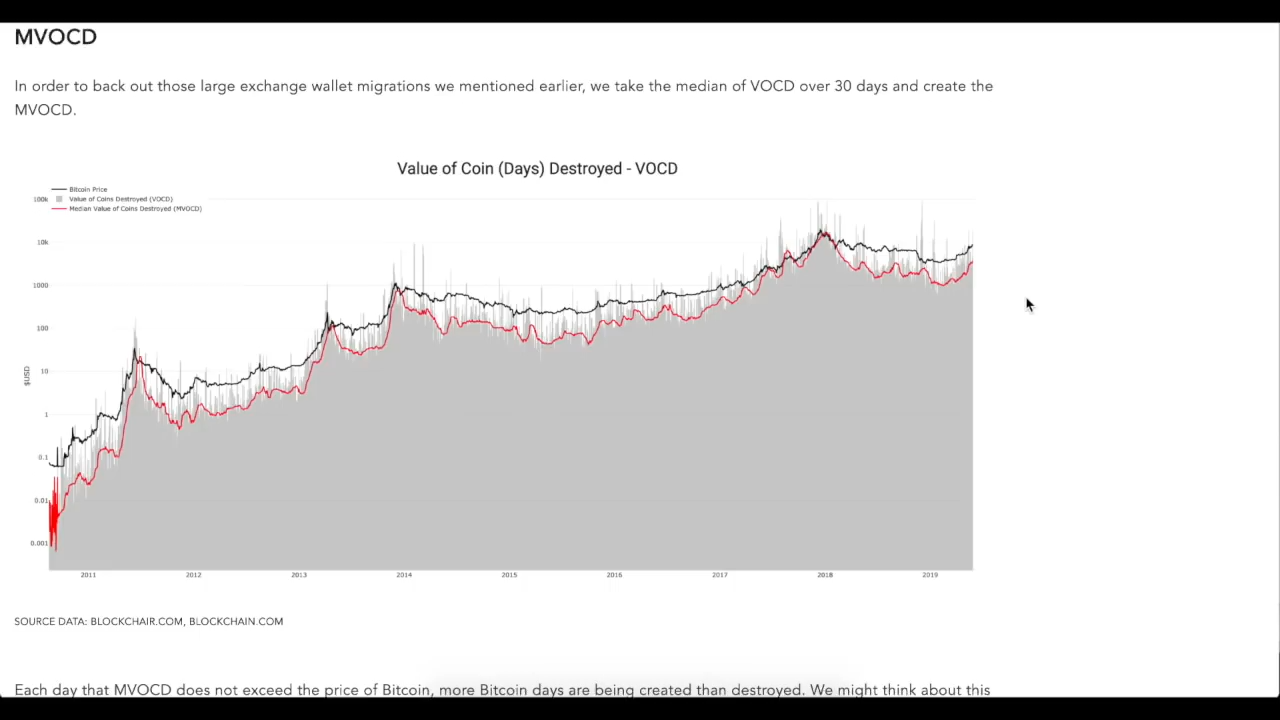 MVOCD
In order to back out those large exchange wallet migrations we mentioned earlier, we take the median of VOCD over 30 days and create the
MVOCD.
Value of Coin (Days) Destroyed - VOCD
Bitcoin Price
Value of Coins Destroyed (VOCD)
Median Value of Coins Destroyed (MVOCD)
100k
10k
1000
100
10
1
0.1
0.01
0.001
$USD
2011 2012 2013 2014 2015 2016 2017 2018 2019
SOURCE DATA: BLOCKCHAIR.COM, BLOCKCHAIN.COM
Each day that MVOCD does not exceed the price of Bitcoin, more Bitcoin days are being created than destroyed. We might think about this